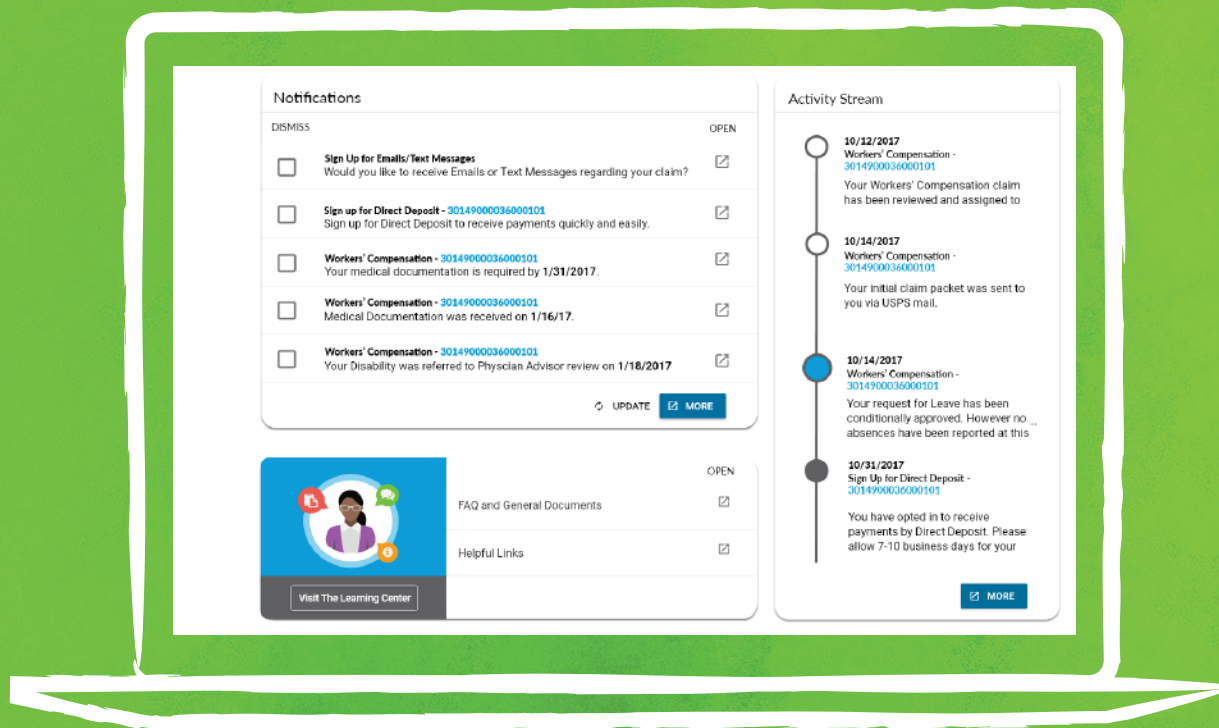 Notifications
DISMISS
OPEN
Sign Up for Emails/Text Messages
Would you like to receive Emails or Text Messages regarding your claim?
Sign up for Direct Deposit - 30149000036000101
Sign up for Direct Deposit to receive payments quickly and easily.
Workers' Compensation - 30149000036000101
Your medical documentation is required by 1/31/2017.
Workers' Compensation - 30149000036000101
Medical Documentation was received on 1/16/17.
Workers' Compensation - 30149000036000101
Your Disability was referred to Physcian Advisor review on 1/18/2017
UPDATE
MORE
OPEN
FAQ and General Documents
Helpful Links
Visit The Learning Center
Activity Stream
10/12/2017
Workers' Compensation -
3014900036000101
Your Workers' Compensation claim
has been reviewed and assigned to
10/14/2017
Workers' Compensation -
3014900036000101
Your initial claim packet was sent to
you via USPS mail.
10/14/2017
Workers' Compensation -
3014900036000101
Your request for Leave has been
conditionally approved. However no ...
absences have been reported at this
10/31/2017
Sign Up for Direct Deposit -
3014900036000101
You have opted in to receive
payments by Direct Deposit. Please
allow 7-10 business days for your
MORE